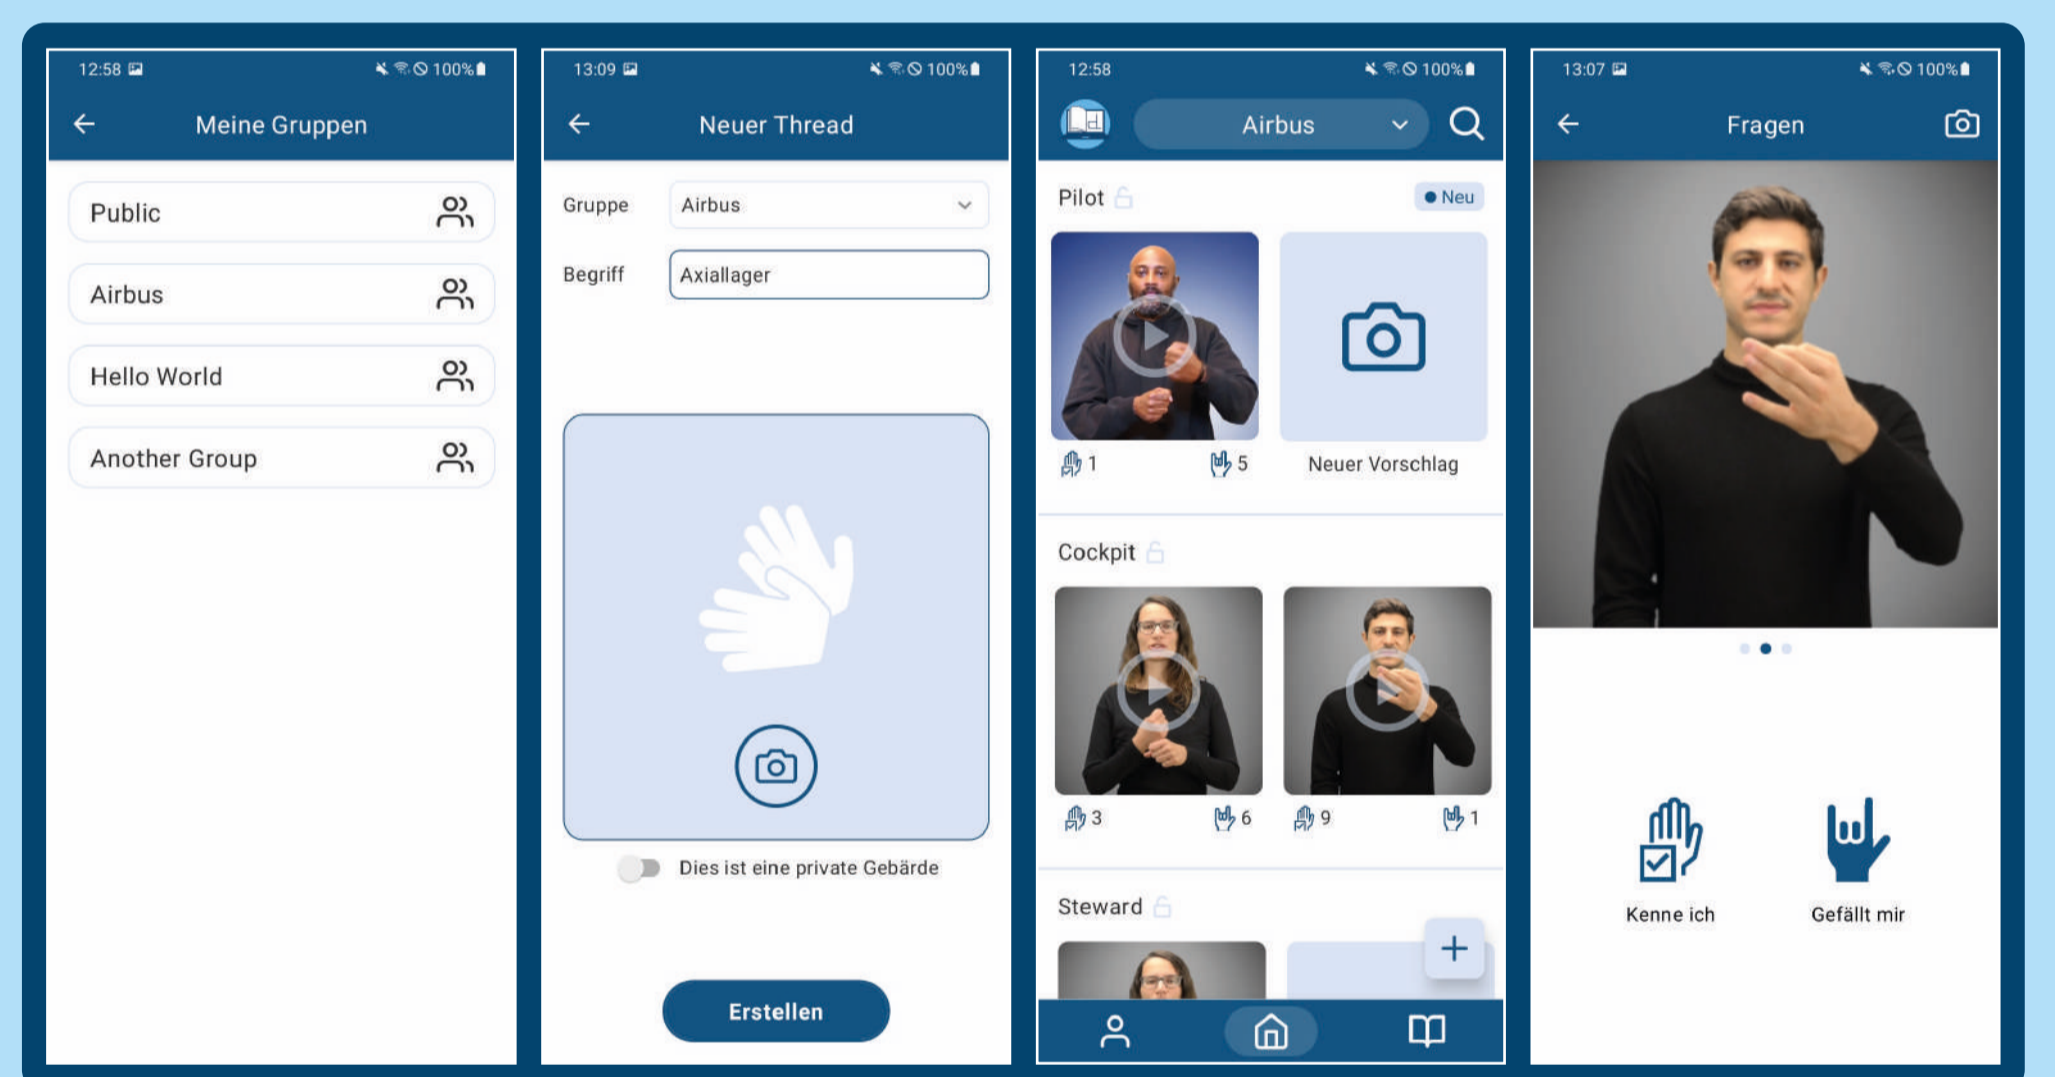 12:58 100%
Meine Gruppen
Public
Airbus
Hello World
Another Group
13:09 100%
Neuer Thread
Gruppe Airbus
Begriff Axiallager
Dies ist eine private Gebärde
Erstellen
12:58 100%
Airbus
Pilot Neu
1 5 Neuer Vorschlag
Cockpit
3 6 9 1
Steward
13:07 100%
Fragen
Kenne ich Gefällt mir